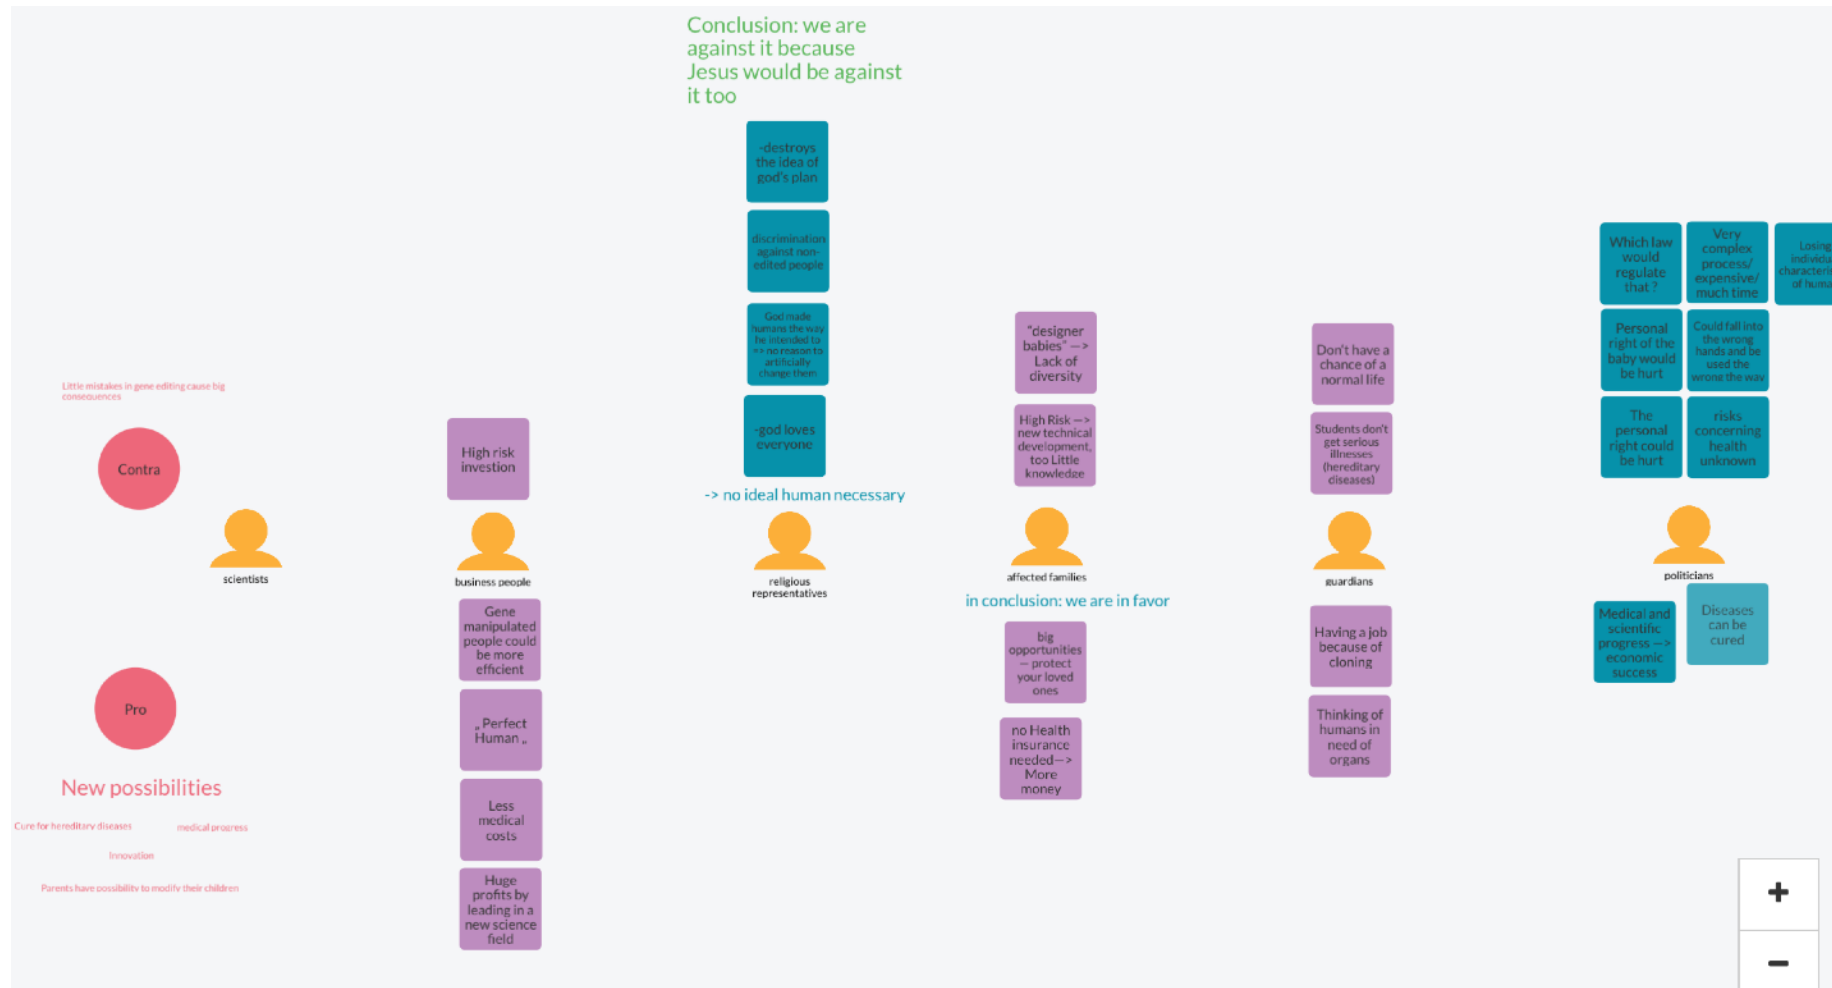 Conclusion: we are
against it because
Jesus would be against
it too
-destroys
the idea of
god's plan
discrimination
against non-
edited people
God made
humans the way
he intended to
=> no reason to
artificially
change them
-god loves
everyone
-> no ideal human necessary
Which law
would
regulate
that ?
Very
complex
process/
expensive/
much time
Losing
characteris
of huma
Personal
right of the
baby would
be hurt
Could fall into
the wrong
hands and be
used the
wrong the way
The
personal
right could
be hurt
risks
concerning
health
unknown
"designer
babies" —>
Lack of
diversity
High Risk —>
new technical
development,
too Little
knowledge
Don't have a
chance of a
normal life
Students don't
get serious
illnesses
(hereditary
diseases)
Little mistakes in gene editing cause big
consequences
Contra
High risk
investion
scientists
business people
religious
representatives
affected families
guardians
politicians
in conclusion: we are in favor
Gene
manipulated
people could
be more
efficient
„ Perfect
Human „
Less
medical
costs
Huge
profits by
leading in a
new science
field
big
opportunities
— protect
your loved
ones
no Health
insurance
needed—>
More
money
Having a job
because of
cloning
Thinking of
humans in
need of
organs
Medical and
scientific
progress —>
economic
success
Diseases
can be
cured
Pro
New possibilities
Cure for hereditary diseases
medical progress
Innovation
Parents have possibility to modify their children
+
−